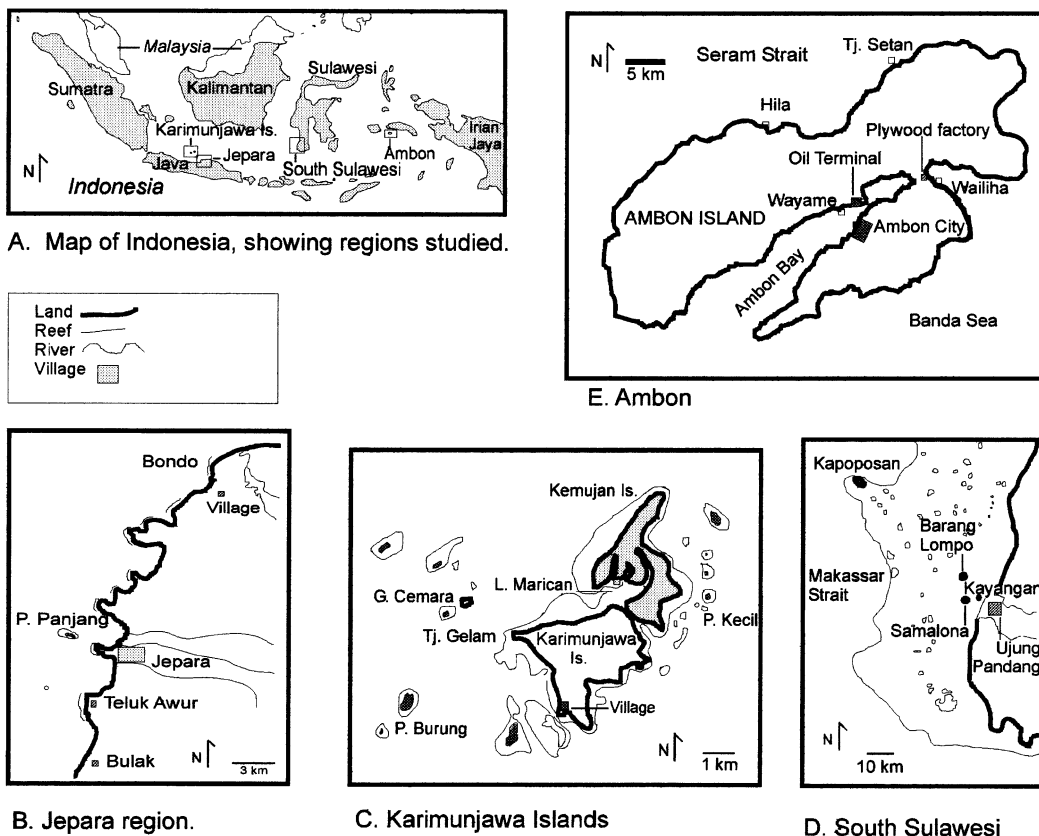 Malaysia
Sumatra
Kalimantan
Sulawesi
Karimunjawa Is.
Java
Jepara
South Sulawesi
Ambon
Irian
Jaya
N
Indonesia
A. Map of Indonesia, showing regions studied.
Land
Reef
River
Village
N
5 km
Seram Strait
Tj. Setan
Hila
Plywood factory
Oil Terminal
Wayame
Wailiha
AMBON ISLAND
Ambon City
Ambon Bay
Banda Sea
E. Ambon
Bondo
Village
P. Panjang
Jepara
Teluk Awur
Bulak
N
3 km
B. Jepara region.
Kemujan Is.
L. Marican
G. Cemara
Tj. Gelam
P. Kecil
Karimunjawa
Is.
Village
P. Burung
N
1 km
C. Karimunjawa Islands
Kapoposan
Barang
Lompo
Makassar
Strait
Kayangan
Samalona
Ujung
Pandang
N
10 km
D. South Sulawesi